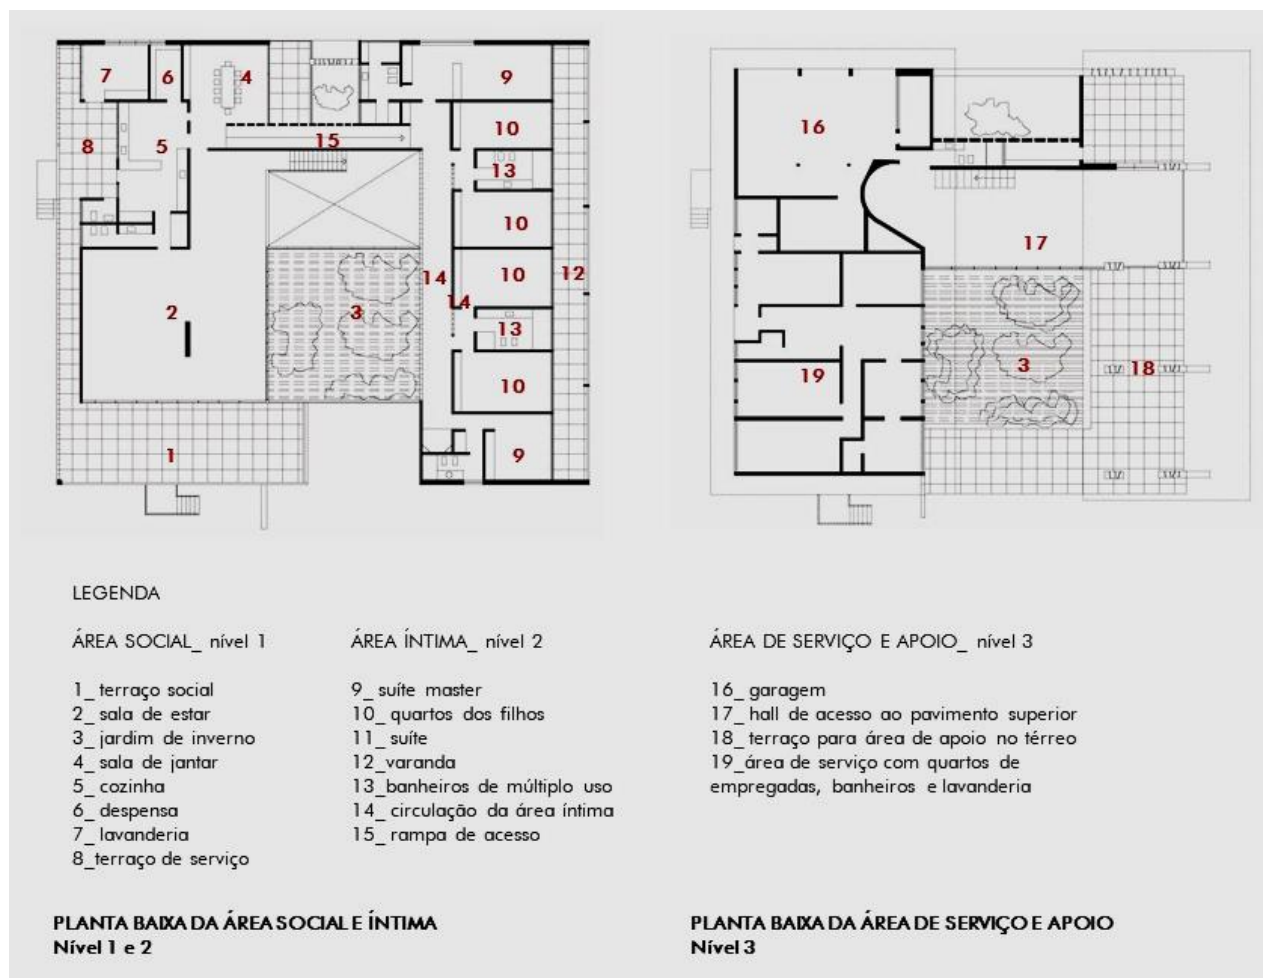 7
6
4
9
8
5
15
10
13
10
14
10
12
2
3
14
13
10
1
9
16
17
3
18
19
LEGENDA
ÁREA SOCIAL_ nível 1
1_ terraço social
2_ sala de estar
3_ jardim de inverno
4_ sala de jantar
5_ cozinha
6_ despensa
7_ lavanderia
8_terraço de serviço
ÁREA ÍNTIMA_ nível 2
9_ suíte master
10_ quartos dos filhos
11_ suíte
12_varanda
13_banheiros de múltiplo uso
14_ circulação da área íntima
15_ rampa de acesso
ÁREA DE SERVIÇO E APOIO_ nível 3
16_ garagem
17_ hall de acesso ao pavimento superior
18_ terraço para área de apoio no térreo
19_área de serviço com quartos de
empregadas, banheiros e lavanderia
PLANTA BAIXA DA ÁREA SOCIAL E ÍNTIMA
Nível 1 e 2
PLANTA BAIXA DA ÁREA DE SERVIÇO E APOIO
Nível 3